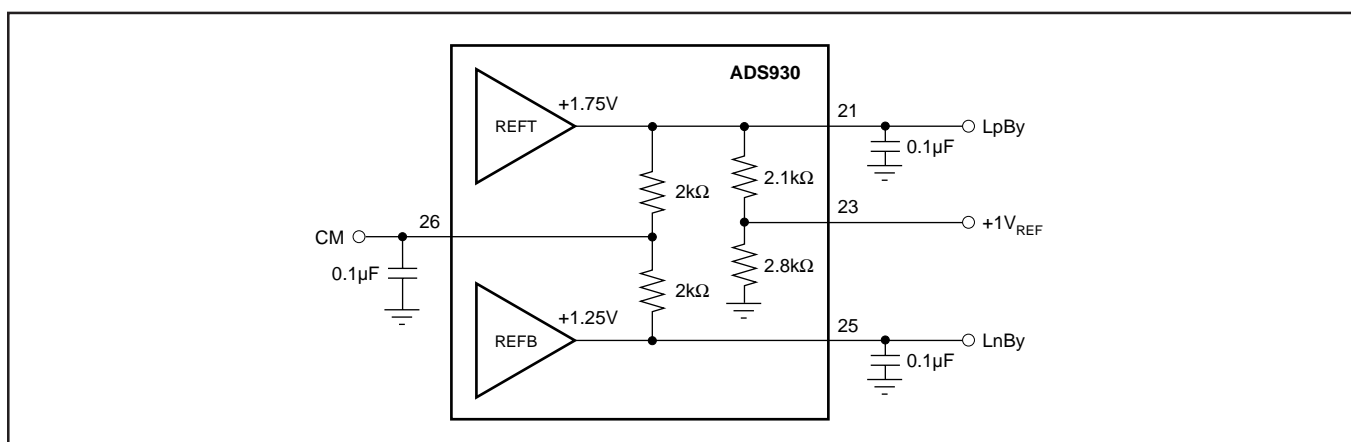 ADS930
+1.75V
REFT
21
LpBy
0.1µF
2kΩ
2.1kΩ
23
+1VREF
26
CM
0.1µF
2kΩ
2.8kΩ
+1.25V
REFB
25
LnBy
0.1µF